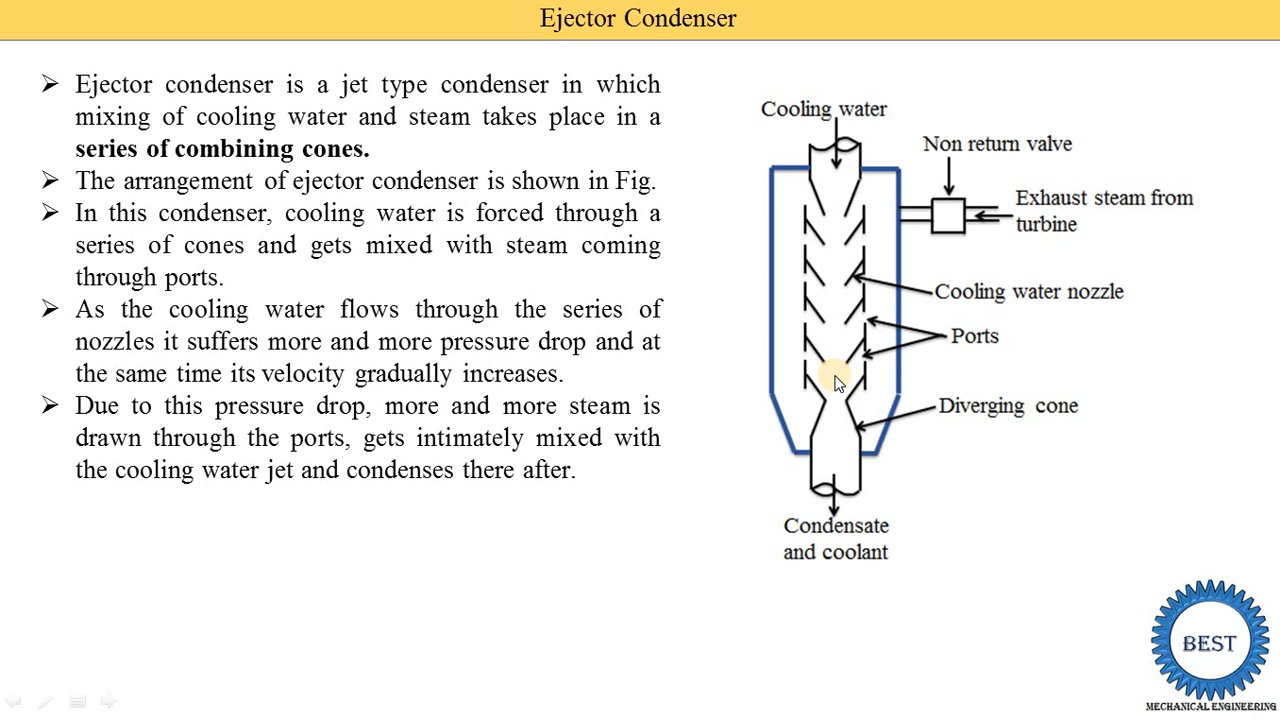 Ejector Condenser
➢ Ejector condenser is a jet type condenser in which
mixing of cooling water and steam takes place in a
series of combining cones.
➢ The arrangement of ejector condenser is shown in Fig.
➢ In this condenser, cooling water is forced through a
series of cones and gets mixed with steam coming
through ports.
➢ As the cooling water flows through the series of
nozzles it suffers more and more pressure drop and at
the same time its velocity gradually increases.
➢ Due to this pressure drop, more and more steam is
drawn through the ports, gets intimately mixed with
the cooling water jet and condenses there after.
Cooling water
Non return valve
Exhaust steam from
turbine
Cooling water nozzle
Ports
Diverging cone
Condensate
and coolant
BEST
MECHANICAL ENGINEERING